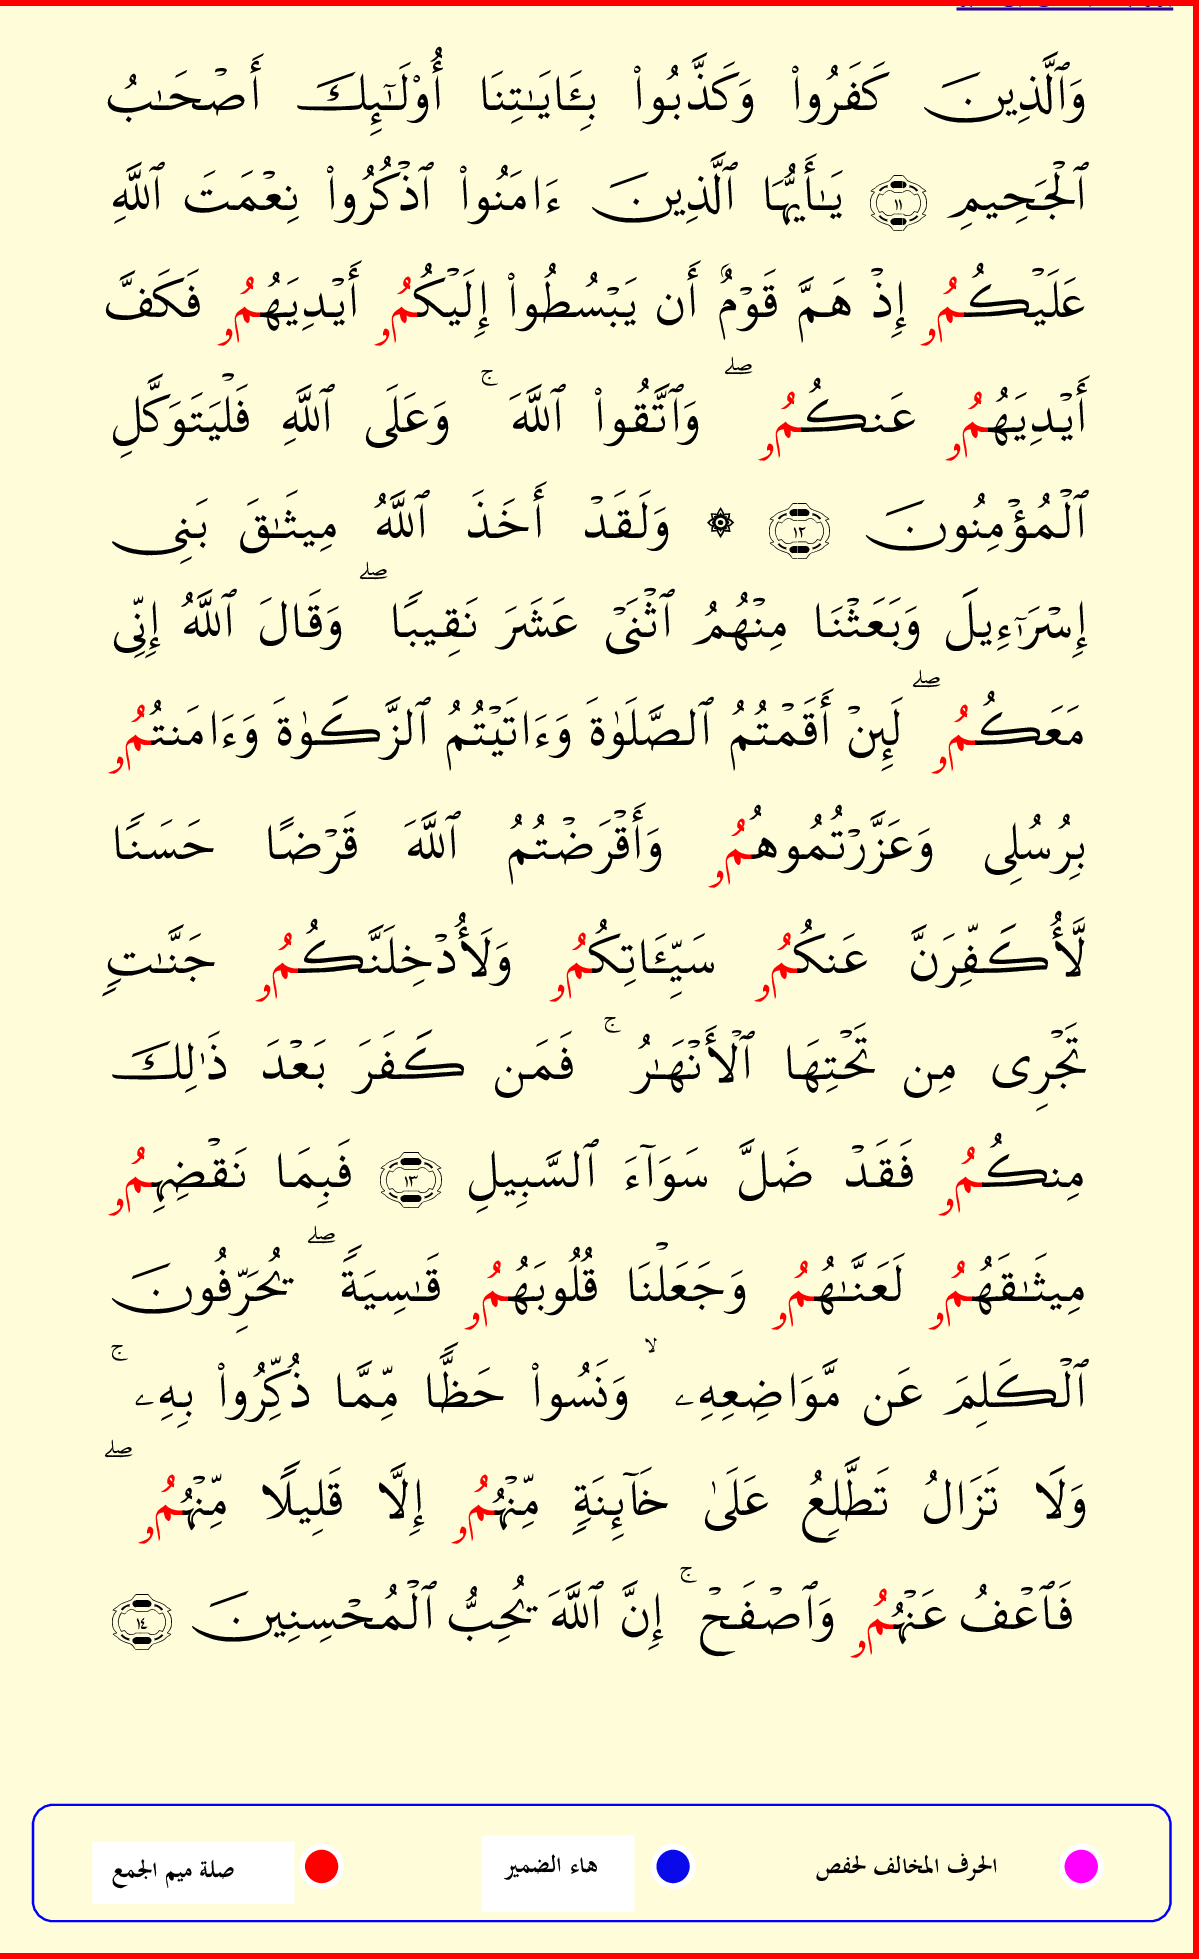 وَٱلَّذِينَ كَفَرُوا۟ وَكَذَّبُوا۟ بِـَٔايَـٰتِنَا أُو۟لَـٰٓئِكَ أَصْحَـٰبُ
ٱلْجَحِيمِ ١١ يَـٰأَيُّهَا ٱلَّذِينَ ءَامَنُوا۟ ٱذْكُرُوا۟ نِعْمَتَ ٱللَّهِ
عَلَيْكُمُۥ إِذْ هَمَّ قَوْمٌ أَن يَبْسُطُوا۟ إِلَيْكُمُۥ أَيْدِيَهُمُۥ فَكَفَّ
أَيْدِيَهُمُۥ عَنكُمُۥ ۖ وَٱتَّقُوا۟ ٱللَّهَ ۚ وَعَلَى ٱللَّهِ فَلْيَتَوَكَّلِ
ٱلْمُؤْمِنُونَ ١٢ ۞ وَلَقَدْ أَخَذَ ٱللَّهُ مِيثَـٰقَ بَنِى
إِسْرَٰٓءِيلَ وَبَعَثْنَا مِنْهُمُ ٱثْنَىْ عَشَرَ نَقِيبًا ۖ وَقَالَ ٱللَّهُ إِنِّى
مَعَكُمُۥ ۖ لَئِنْ أَقَمْتُمُ ٱلصَّلَوٰةَ وَءَاتَيْتُمُ ٱلزَّكَوٰةَ وَءَامَنتُمُۥ
بِرُسُلِى وَعَزَّرْتُمُوهُمُۥ وَأَقْرَضْتُمُ ٱللَّهَ قَرْضًا حَسَنًا
لَّأُكَفِّرَنَّ عَنكُمُۥ سَيِّـَٔاتِكُمُۥ وَلَأُدْخِلَنَّكُمُۥ جَنَّـٰتٍ
تَجْرِى مِن تَحْتِهَا ٱلْأَنْهَـٰرُ ۚ فَمَن كَفَرَ بَعْدَ ذَٰلِكَ
مِنكُمُۥ فَقَدْ ضَلَّ سَوَآءَ ٱلسَّبِيلِ ١٣ فَبِمَا نَقْضِهِمُۥ
مِيثَـٰقَهُمُۥ لَعَنَّـٰهُمُۥ وَجَعَلْنَا قُلُوبَهُمُۥ قَـٰسِيَةً ۖ يُحَرِّفُونَ
ٱلْكَلِمَ عَن مَّوَاضِعِهِۦ ۙ وَنَسُوا۟ حَظًّا مِّمَّا ذُكِّرُوا۟ بِهِۦ ۚ
وَلَا تَزَالُ تَطَّلِعُ عَلَىٰ خَآئِنَةٍ مِّنْهُمُۥ إِلَّا قَلِيلًا مِّنْهُمُۥ ۖ
فَٱعْفُ عَنْهُمُۥ وَٱصْفَحْ ۚ إِنَّ ٱللَّهَ يُحِبُّ ٱلْمُحْسِنِينَ ١٤
الحرف المخالف لحفص هاء الضمير صلة ميم الجمع